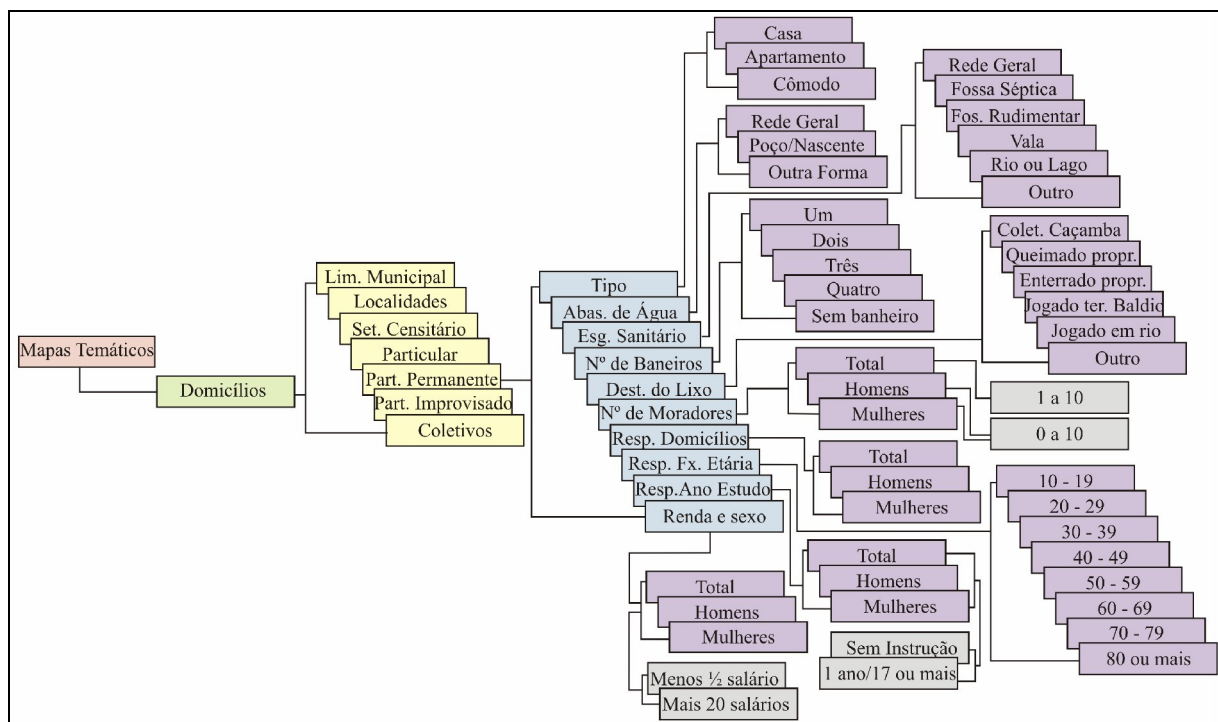 Mapas Temáticos
Domicílios
Lim. Municipal
Localidades
Set. Censitário
Particular
Part. Permanente
Part. Improvisado
Coletivos
Tipo
Abas. de Água
Esg. Sanitário
Nº de Baneiros
Dest. do Lixo
Nº de Moradores
Resp. Domicílios
Resp. Fx. Etária
Resp.Ano Estudo
Renda e sexo
Casa
Apartamento
Cômodo
Rede Geral
Poço/Nascente
Outra Forma
Rede Geral
Fossa Séptica
Fos. Rudimentar
Vala
Rio ou Lago
Outro
Um
Dois
Três
Quatro
Sem banheiro
Colet. Caçamba
Queimado propr.
Enterrado propr.
Jogado ter. Baldio
Jogado em rio
Outro
Total
Homens
Mulheres
1 a 10
0 a 10
Total
Homens
Mulheres
10 - 19
20 - 29
30 - 39
40 - 49
50 - 59
60 - 69
70 - 79
80 ou mais
Total
Homens
Mulheres
Sem Instrução
1 ano/17 ou mais
Total
Homens
Mulheres
Menos ½ salário
Mais 20 salários